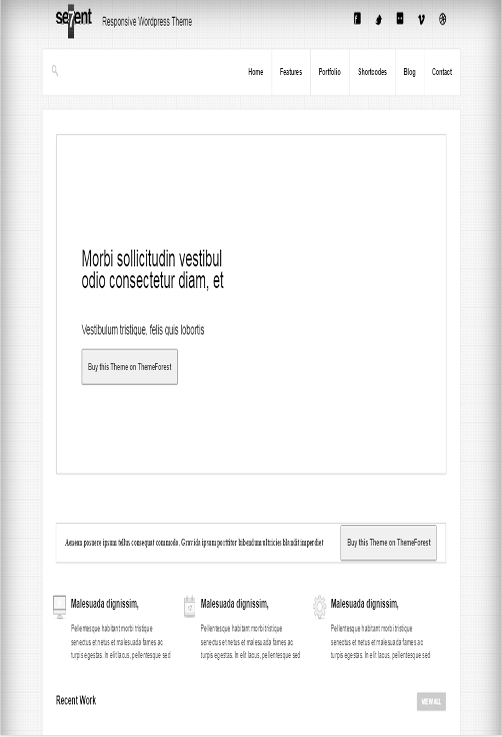 serent Responsive Wordpress Theme
Home Features Portfolio Shortcodes Blog Contact
Morbi sollicitudin vestibul
odio consectetur diam, et
Vestibulum tristique, felis quis lobortis
Buy this Theme on ThemeForest
Aenean posuere ipsum tellus consequat commodo. Gravida ipsum porttitor bibendum ultricies blandit imperdiet
Buy this Theme on ThemeForest
Malesuada dignissim,
Pellentesque habitant morbi tristique
senectus et netus et malesuada fames ac
turpis egestas. In elit lacus, pellentesque sed
Malesuada dignissim,
Pellentesque habitant morbi tristique
senectus et netus et malesuada fames ac
turpis egestas. In elit lacus, pellentesque sed
Malesuada dignissim,
Pellentesque habitant morbi tristique
senectus et netus et malesuada fames ac
turpis egestas. In elit lacus, pellentesque sed
Recent Work
VIEW ALL